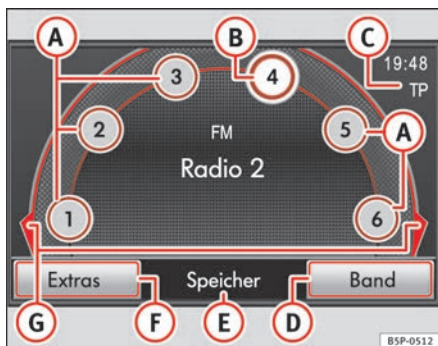 A B C
19:48
TP
3 4
2 5 A
FM
Radio 2
1 6
Extras Speicher Band
G F E D
B5P-0512